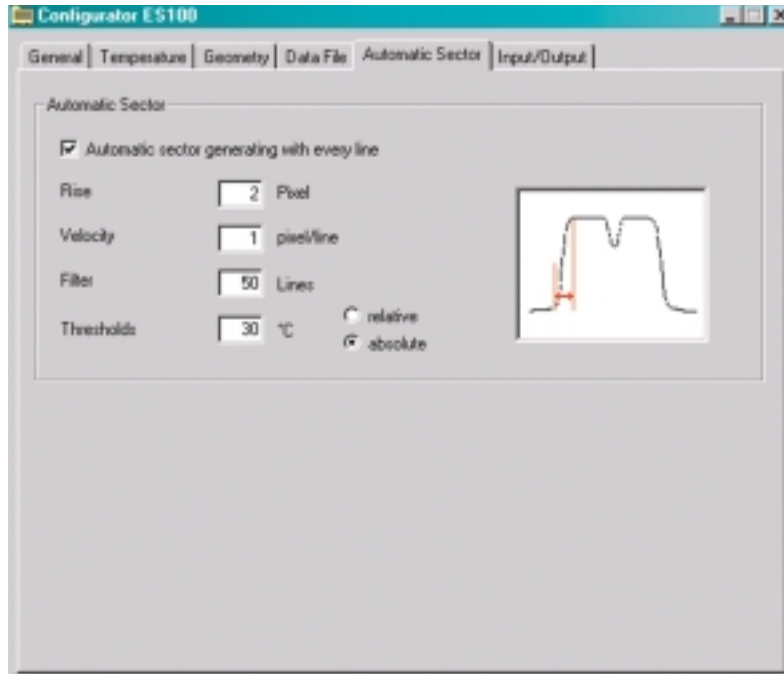 Configurator ES100
General Temperature Geometry Data File Automatic Sector Input/Output
Automatic Sector
Automatic sector generating with every line
Rise 2 Pixel
Velocity 1 pixel/line
Filter 50 Lines
Thresholds 30 °C relative
absolute